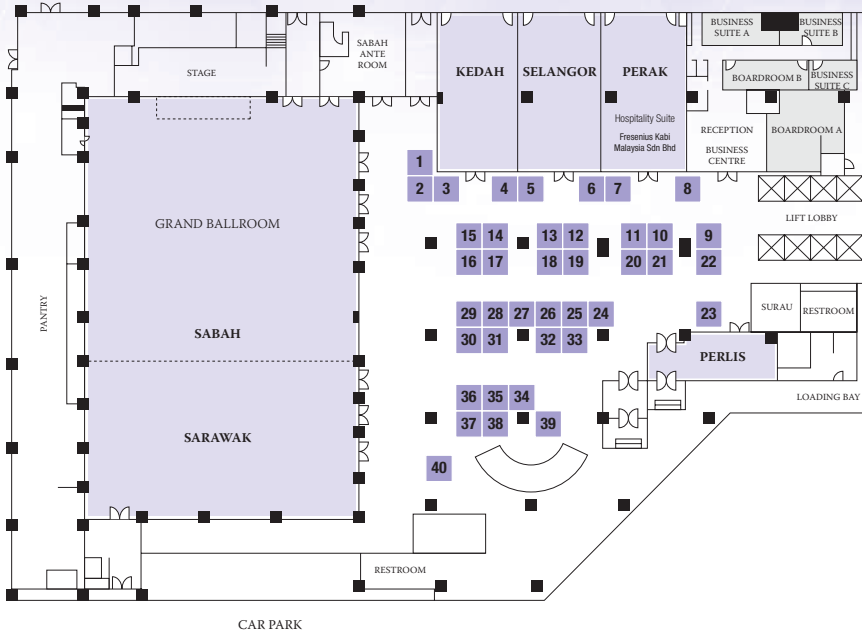 BUSINESS
SUITE A
BUSINESS
SUITE B
SABAH
ANTE
ROOM
STAGE
KEDAH
SELANGOR
PERAK
BOARDROOM B
BUSINESS
SUITE C
Hospitality Suite
Fresenius Kabi
Malaysia Sdn Bhd
RECEPTION
BUSINESS
CENTRE
BOARDROOM A
1
2 3 4 5 6 7 8
LIFT LOBBY
GRAND BALLROOM
15 14 13 12 11 10 9
16 17 18 19 20 21 22
PANTRY
SABAH
29 28 27 26 25 24 23
30 31 32 33
SURAU
RESTROOM
PERLIS
LOADING BAY
36 35 34
37 38 39
SARAWAK
40
RESTROOM
CAR PARK